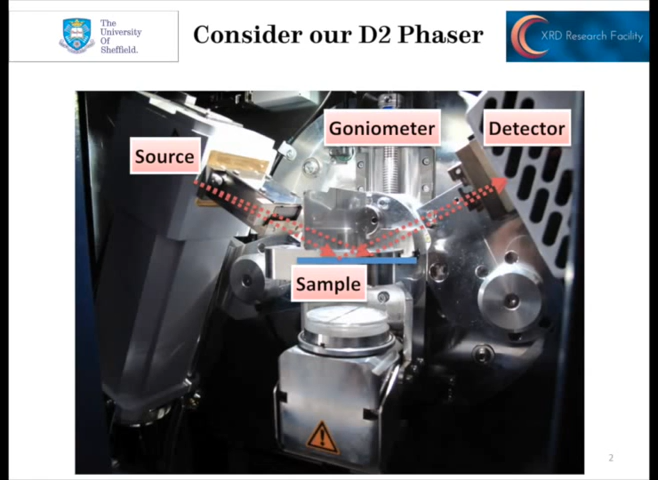 The
University
Of
Sheffield.
Consider our D2 Phaser
XRD Research Facility
Goniometer
Detector
Source
Sample
2